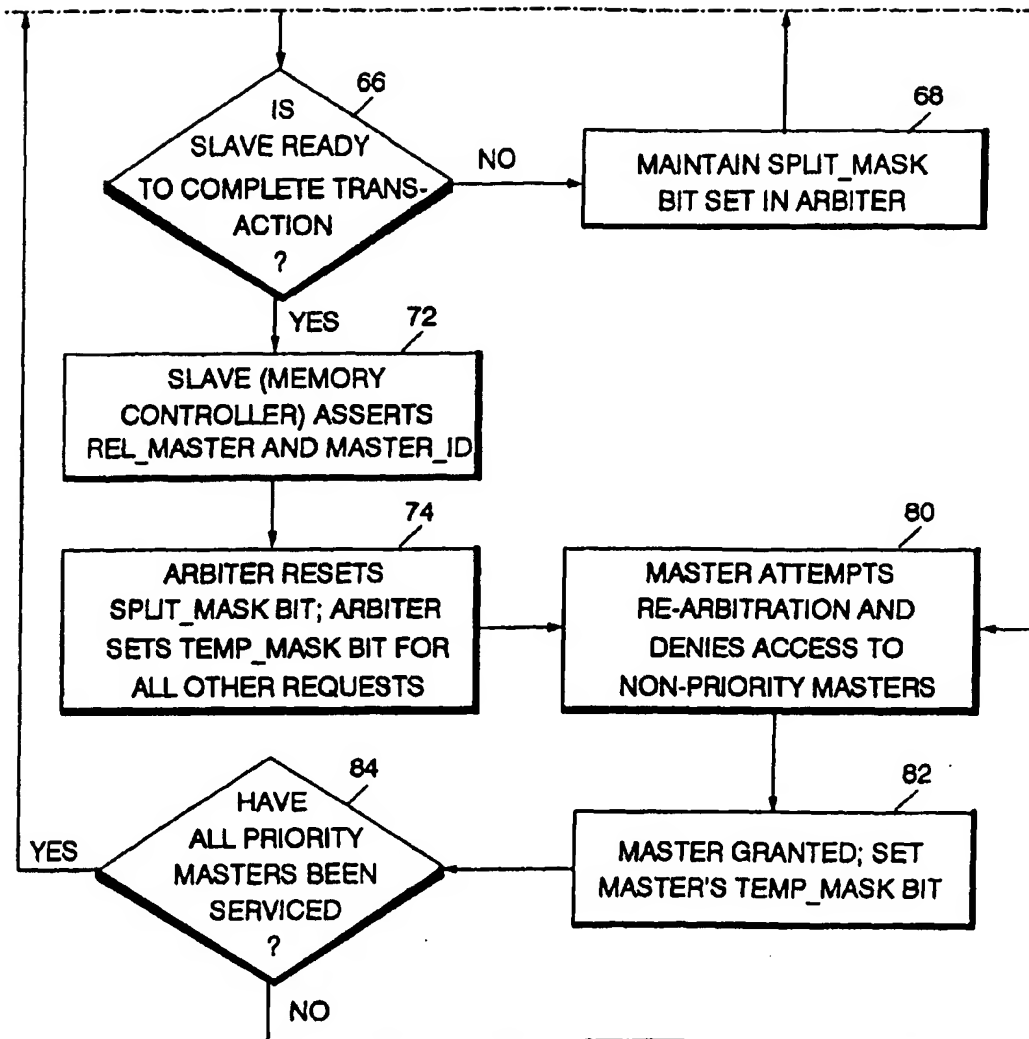 66
IS
SLAVE READY
TO COMPLETE TRANS-
ACTION
?
NO
68
MAINTAIN SPLIT_MASK
BIT SET IN ARBITER
YES
72
SLAVE (MEMORY
CONTROLLER) ASSERTS
REL_MASTER AND MASTER_ID
74
ARBITER RESETS
SPLIT_MASK BIT; ARBITER
SETS TEMP_MASK BIT FOR
ALL OTHER REQUESTS
80
MASTER ATTEMPTS
RE-ARBITRATION AND
DENIES ACCESS TO
NON-PRIORITY MASTERS
82
MASTER GRANTED; SET
MASTER'S TEMP_MASK BIT
84
HAVE
ALL PRIORITY
MASTERS BEEN
SERVICED
?
YES
NO